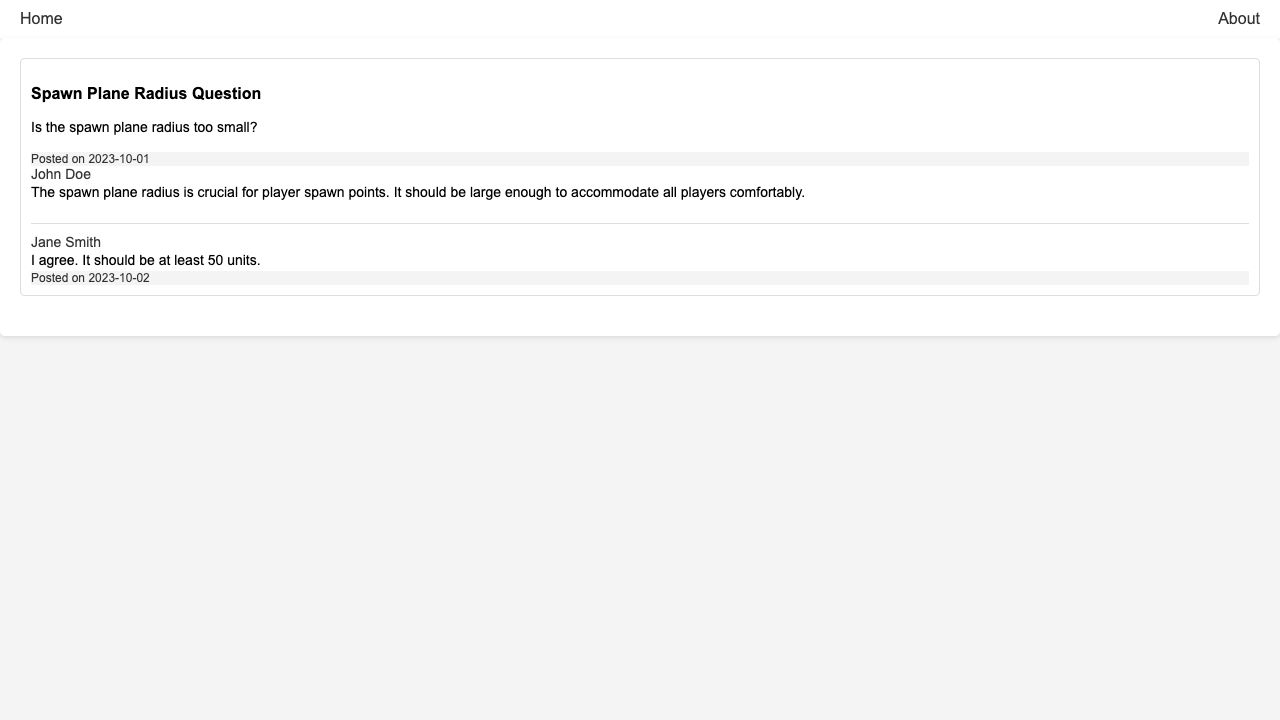 Home
About
Spawn Plane Radius Question
Is the spawn plane radius too small?
Posted on 2023-10-01
John Doe
The spawn plane radius is crucial for player spawn points. It should be large enough to accommodate all players comfortably.
Jane Smith
I agree. It should be at least 50 units.
Posted on 2023-10-02